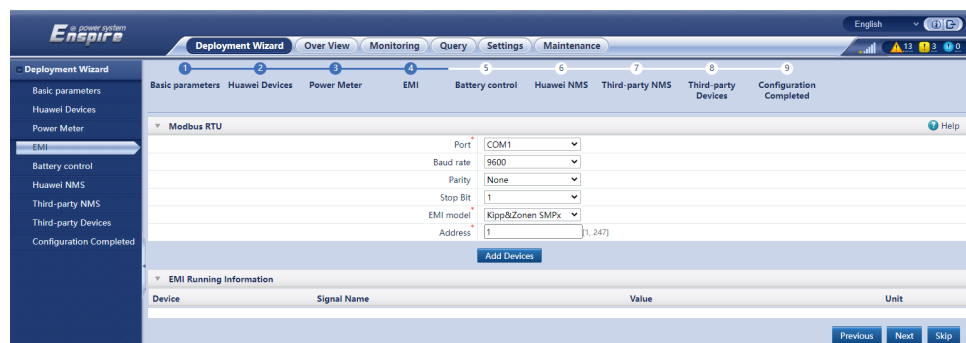 e power system
Enspire
English
Deployment Wizard Over View Monitoring Query Settings Maintenance
13 3 0
Deployment Wizard
Basic parameters
Huawei Devices
Power Meter
EMI
Battery control
Huawei NMS
Third-party NMS
Third-party Devices
Configuration Completed
1 2 3 4 5 6 7 8 9
Basic parameters Huawei Devices Power Meter EMI Battery control Huawei NMS Third-party NMS Third-party Devices Configuration Completed
Modbus RTU Help
Port* COM1
Baud rate 9600
Parity None
Stop Bit 1
EMI model* Kipp&Zonen SMPx
Address* 1 [1, 247]
Add Devices
EMI Running Information
Device Signal Name Value Unit
Previous Next Skip